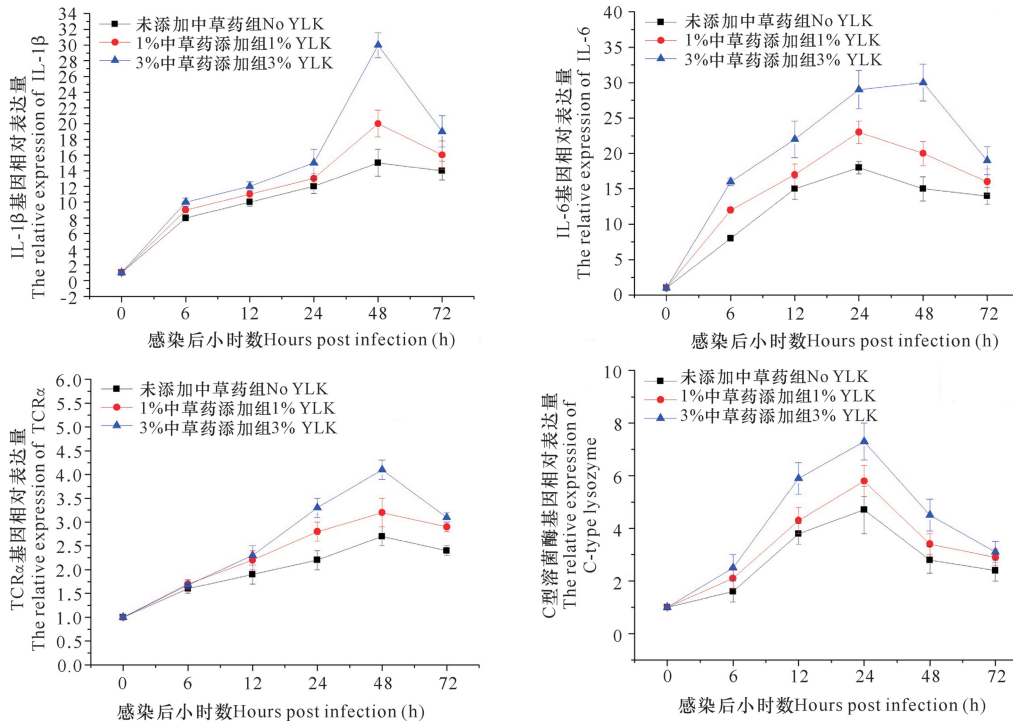 IL-1β基因相对表达量
The relative expression of IL-1β
32
30
28
26
24
22
20
18
16
14
12
10
8
6
4
2
0
-2
未添加中草药组No YLK
1%中草药添加组1% YLK
3%中草药添加组3% YLK
0 6 12 24 48 72
感染后小时数Hours post infection (h)
IL-6基因相对表达量
The relative expression of IL-6
40
35
30
25
20
15
10
5
0
未添加中草药组No YLK
1%中草药添加组1% YLK
3%中草药添加组3% YLK
0 6 12 24 48 72
感染后小时数Hours post infection (h)
TCRα基因相对表达量
The relative expression of TCRα
6.0
5.5
5.0
4.5
4.0
3.5
3.0
2.5
2.0
1.5
1.0
0.5
0.0
未添加中草药组No YLK
1%中草药添加组1% YLK
3%中草药添加组3% YLK
0 6 12 24 48 72
感染后小时数Hours post infection (h)
C型溶菌酶基因相对表达量
The relative expression of
C-type lysozyme
10
8
6
4
2
0
未添加中草药组No YLK
1%中草药添加组1% YLK
3%中草药添加组3% YLK
0 6 12 24 48 72
感染后小时数Hours post infection (h)